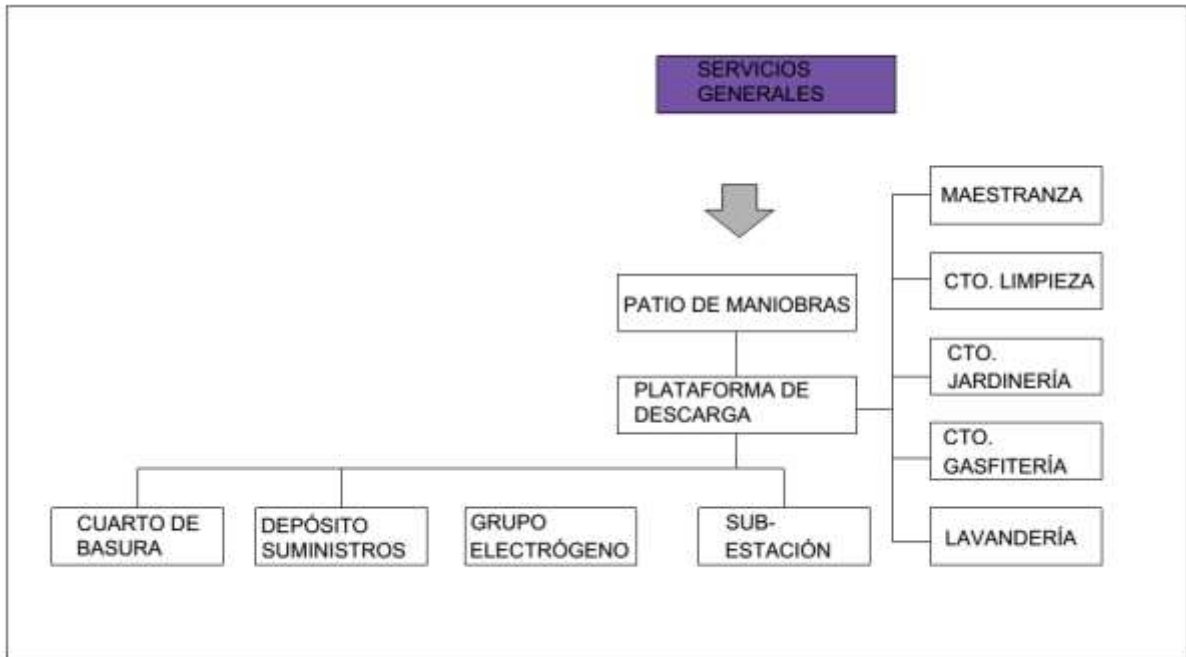 SERVICIOS
GENERALES
MAESTRANZA
CTO. LIMPIEZA
PATIO DE MANIOBRAS
CTO.
JARDINERÍA
PLATAFORMA DE
DESCARGA
CTO.
GASFITERÍA
CUARTO DE
BASURA
DEPÓSITO
SUMINISTROS
GRUPO
ELECTRÓGENO
SUB-
ESTACIÓN
LAVANDERÍA